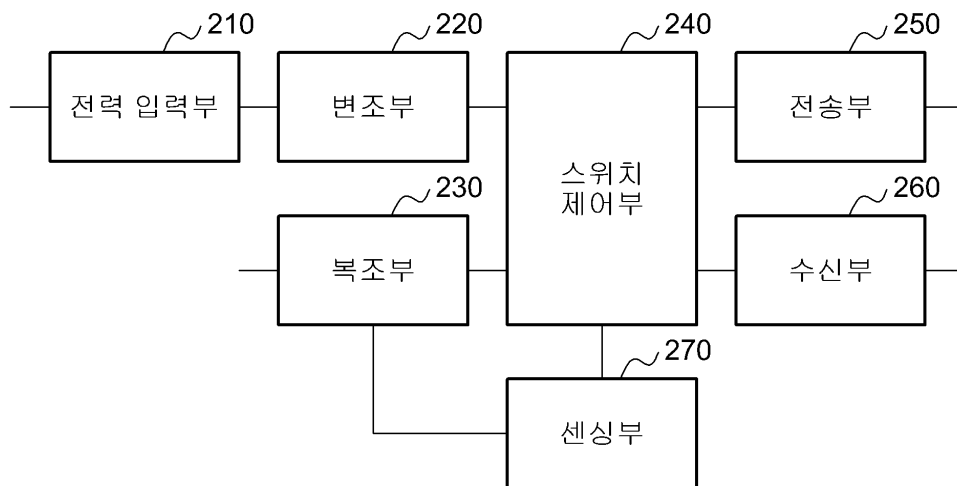 210
220
240
250
전력 입력부
변조부
스위치
제어부
전송부
230
260
복조부
수신부
270
센싱부